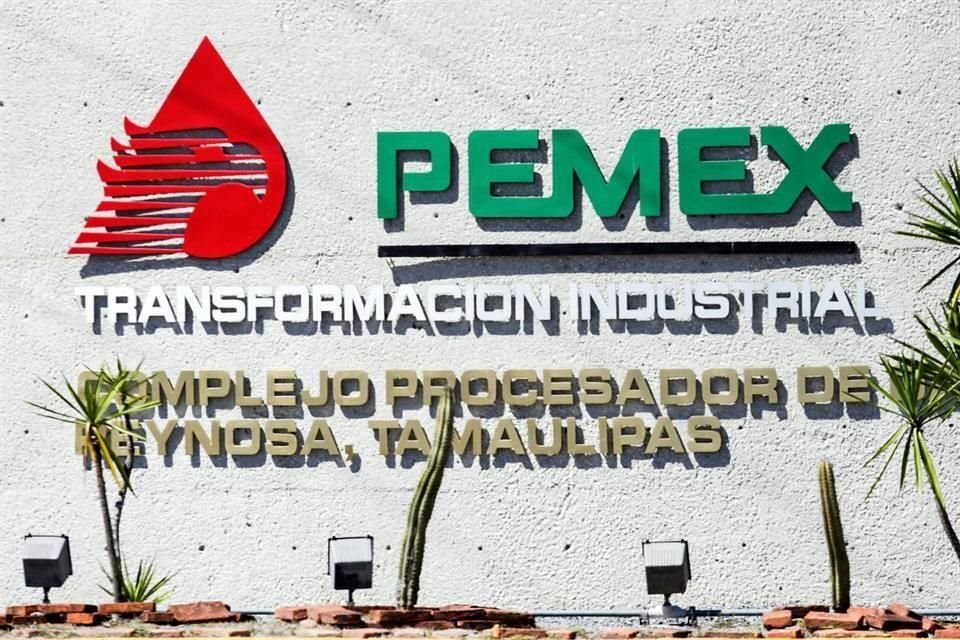 PEMEX
TRANSFORMACION INDUSTRIAL
COMPLEJO PROCESADOR DE
REYNOSA, TAMAULIPAS